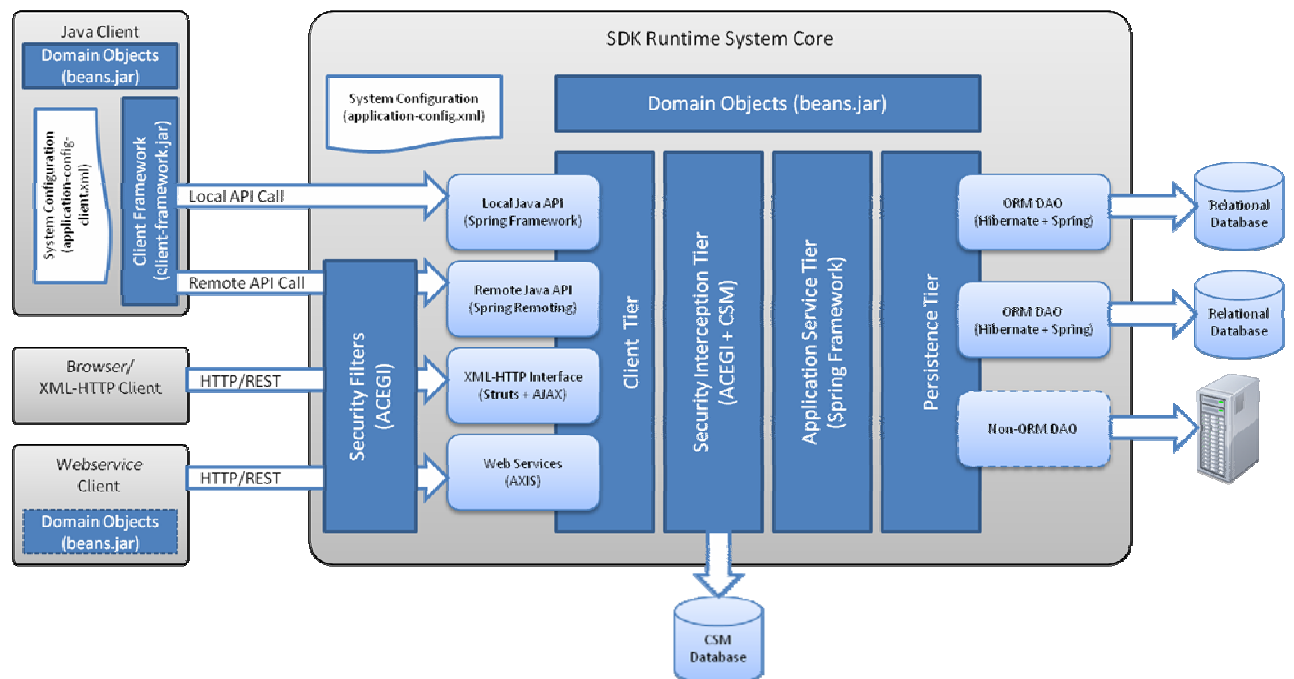 Java Client
Domain Objects
(beans.jar)
System Configuration
(application-config-
client.xml)
Client Framework
(client-framework.jar)
Local API Call
Remote API Call
Browser/
XML-HTTP Client
HTTP/REST
Webservice
Client
Domain Objects
(beans.jar)
HTTP/REST
SDK Runtime System Core
System Configuration
(application-config.xml)
Domain Objects (beans.jar)
Security Filters
(ACEGI)
Local Java API
(Spring Framework)
Remote Java API
(Spring Remoting)
XML-HTTP Interface
(Struts + AJAX)
Web Services
(AXIS)
Client Tier
Security Interception Tier
(ACEGI + CSM)
Application Service Tier
(Spring Framework)
Persistence Tier
ORM DAO
(Hibernate + Spring)
ORM DAO
(Hibernate + Spring)
Non-ORM DAO
Relational
Database
Relational
Database
CSM
Database